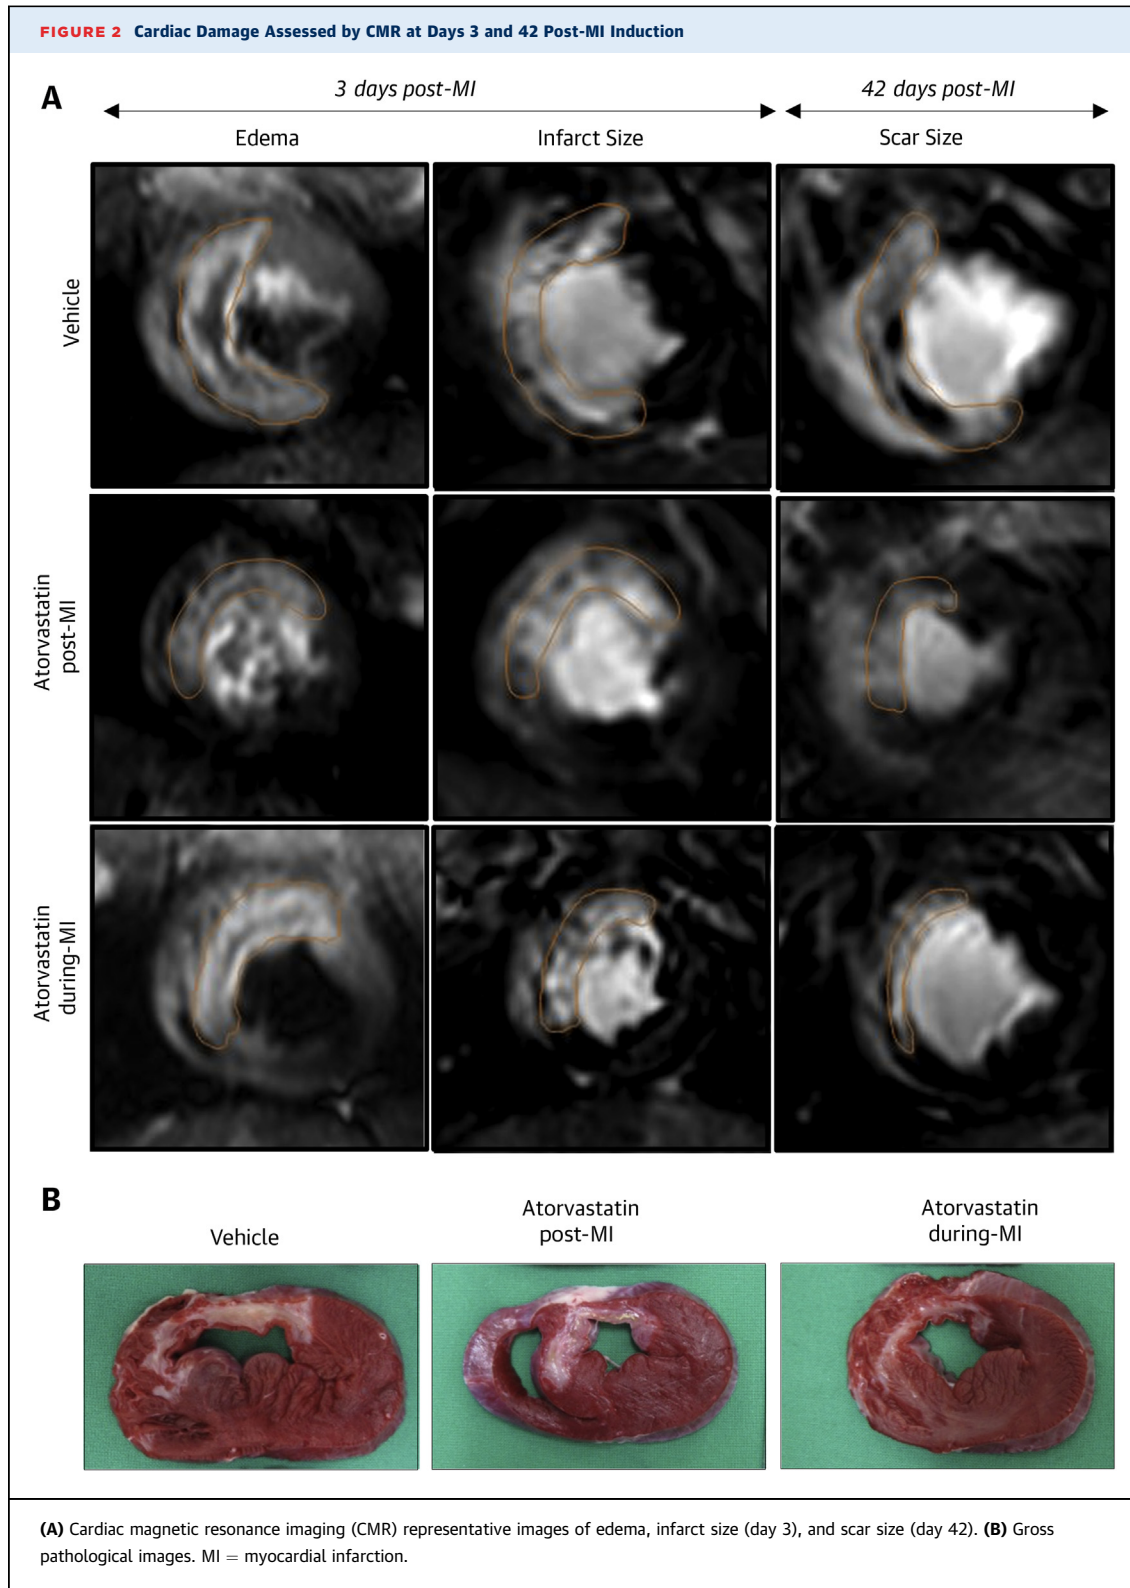 FIGURE 2 Cardiac Damage Assessed by CMR at Days 3 and 42 Post-MI Induction
A
3 days post-MI
42 days post-MI
Edema
Infarct Size
Scar Size
Vehicle
Atorvastatin
post-MI
Atorvastatin
during-MI
B
Vehicle
Atorvastatin
post-MI
Atorvastatin
during-MI
(A) Cardiac magnetic resonance imaging (CMR) representative images of edema, infarct size (day 3), and scar size (day 42). (B) Gross
pathological images. MI = myocardial infarction.